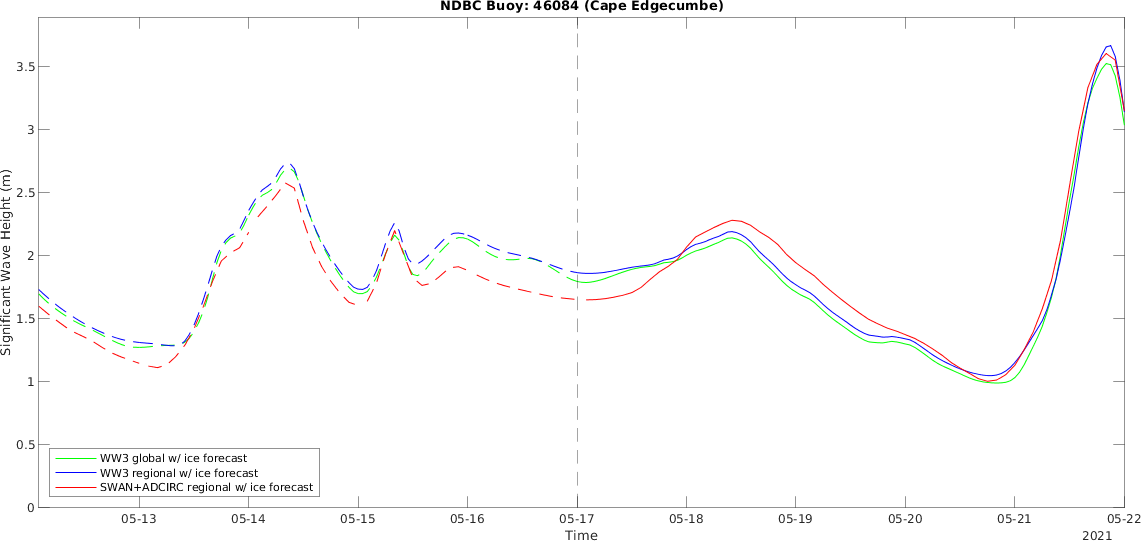 NDBC Buoy: 46084 (Cape Edgecumbe)
Significant Wave Height (m)
3.5
3
2.5
2
1.5
1
0.5
0
WW3 global w/ ice forecast
WW3 regional w/ ice forecast
SWAN+ADCIRC regional w/ ice forecast
05-13 05-14 05-15 05-16 05-17 05-18 05-19 05-20 05-21 05-22
Time
2021